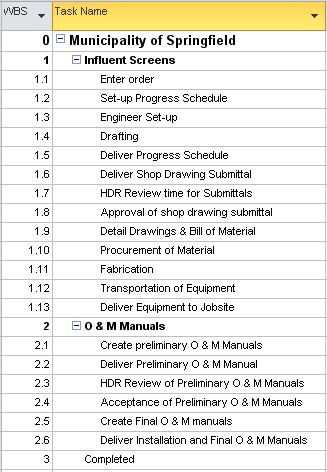 WBS Task Name
0 Municipality of Springfield
1 Influent Screens
1.1 Enter order
1.2 Set-up Progress Schedule
1.3 Engineer Set-up
1.4 Drafting
1.5 Deliver Progress Schedule
1.6 Deliver Shop Drawing Submittal
1.7 HDR Review time for Submittals
1.8 Approval of shop drawing submittal
1.9 Detail Drawings & Bill of Material
1.10 Procurement of Material
1.11 Fabrication
1.12 Transportation of Equipment
1.13 Deliver Equipment to Jobsite
2 O & M Manuals
2.1 Create preliminary O & M Manuals
2.2 Deliver Preliminary O & M Manual
2.3 HDR Review of Preliminary O & M Manuals
2.4 Acceptance of Preliminary O & M Manuals
2.5 Create Final O & M manuals
2.6 Deliver Installation and Final O & M Manuals
3 Completed